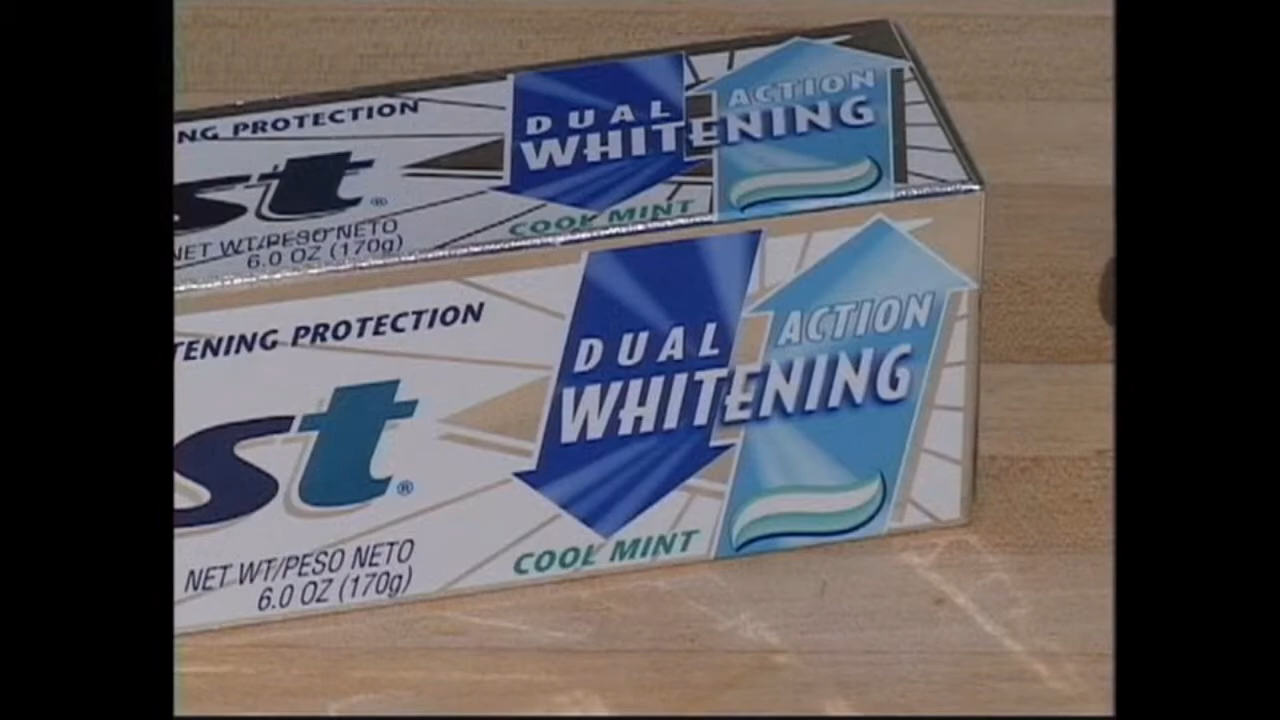 NG PROTECTION
st®
NET WT/PESO NETO
6.0 OZ (170g)
DUAL ACTION
WHITENING
COOL MINT
TENING PROTECTION
st®
NET WT/PESO NETO
6.0 OZ (170g)
DUAL ACTION
WHITENING
COOL MINT